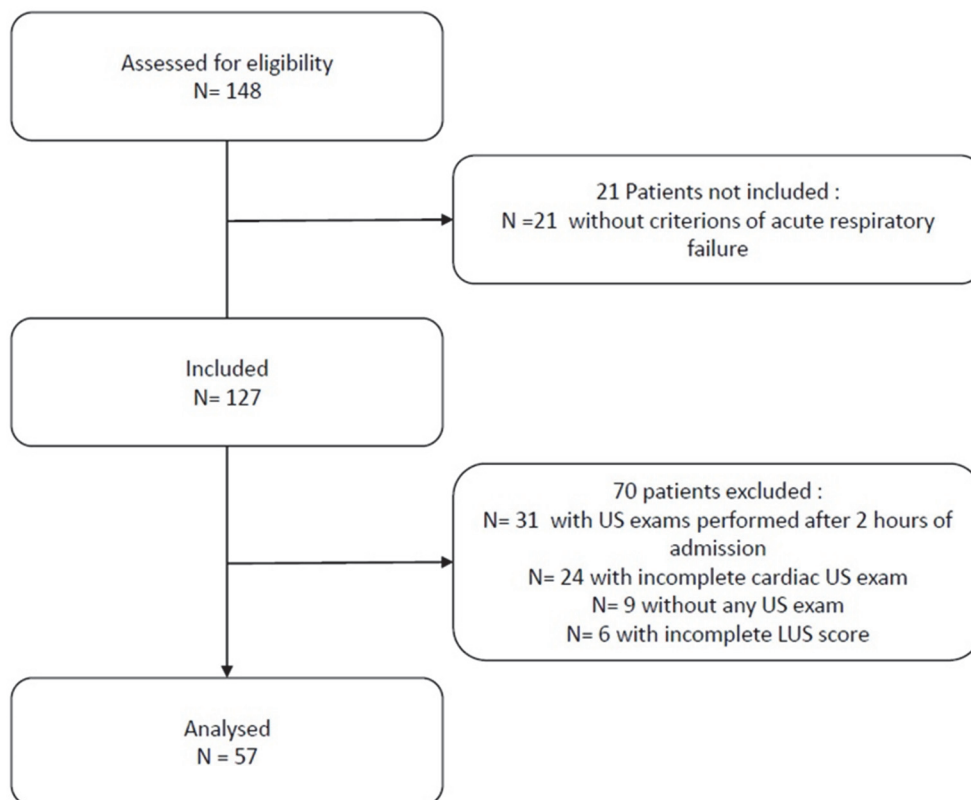 Assessed for eligibility
N= 148
21 Patients not included :
N =21 without criterions of acute respiratory
failure
Included
N= 127
70 patients excluded :
N= 31 with US exams performed after 2 hours of
admission
N= 24 with incomplete cardiac US exam
N= 9 without any US exam
N= 6 with incomplete LUS score
Analysed
N = 57